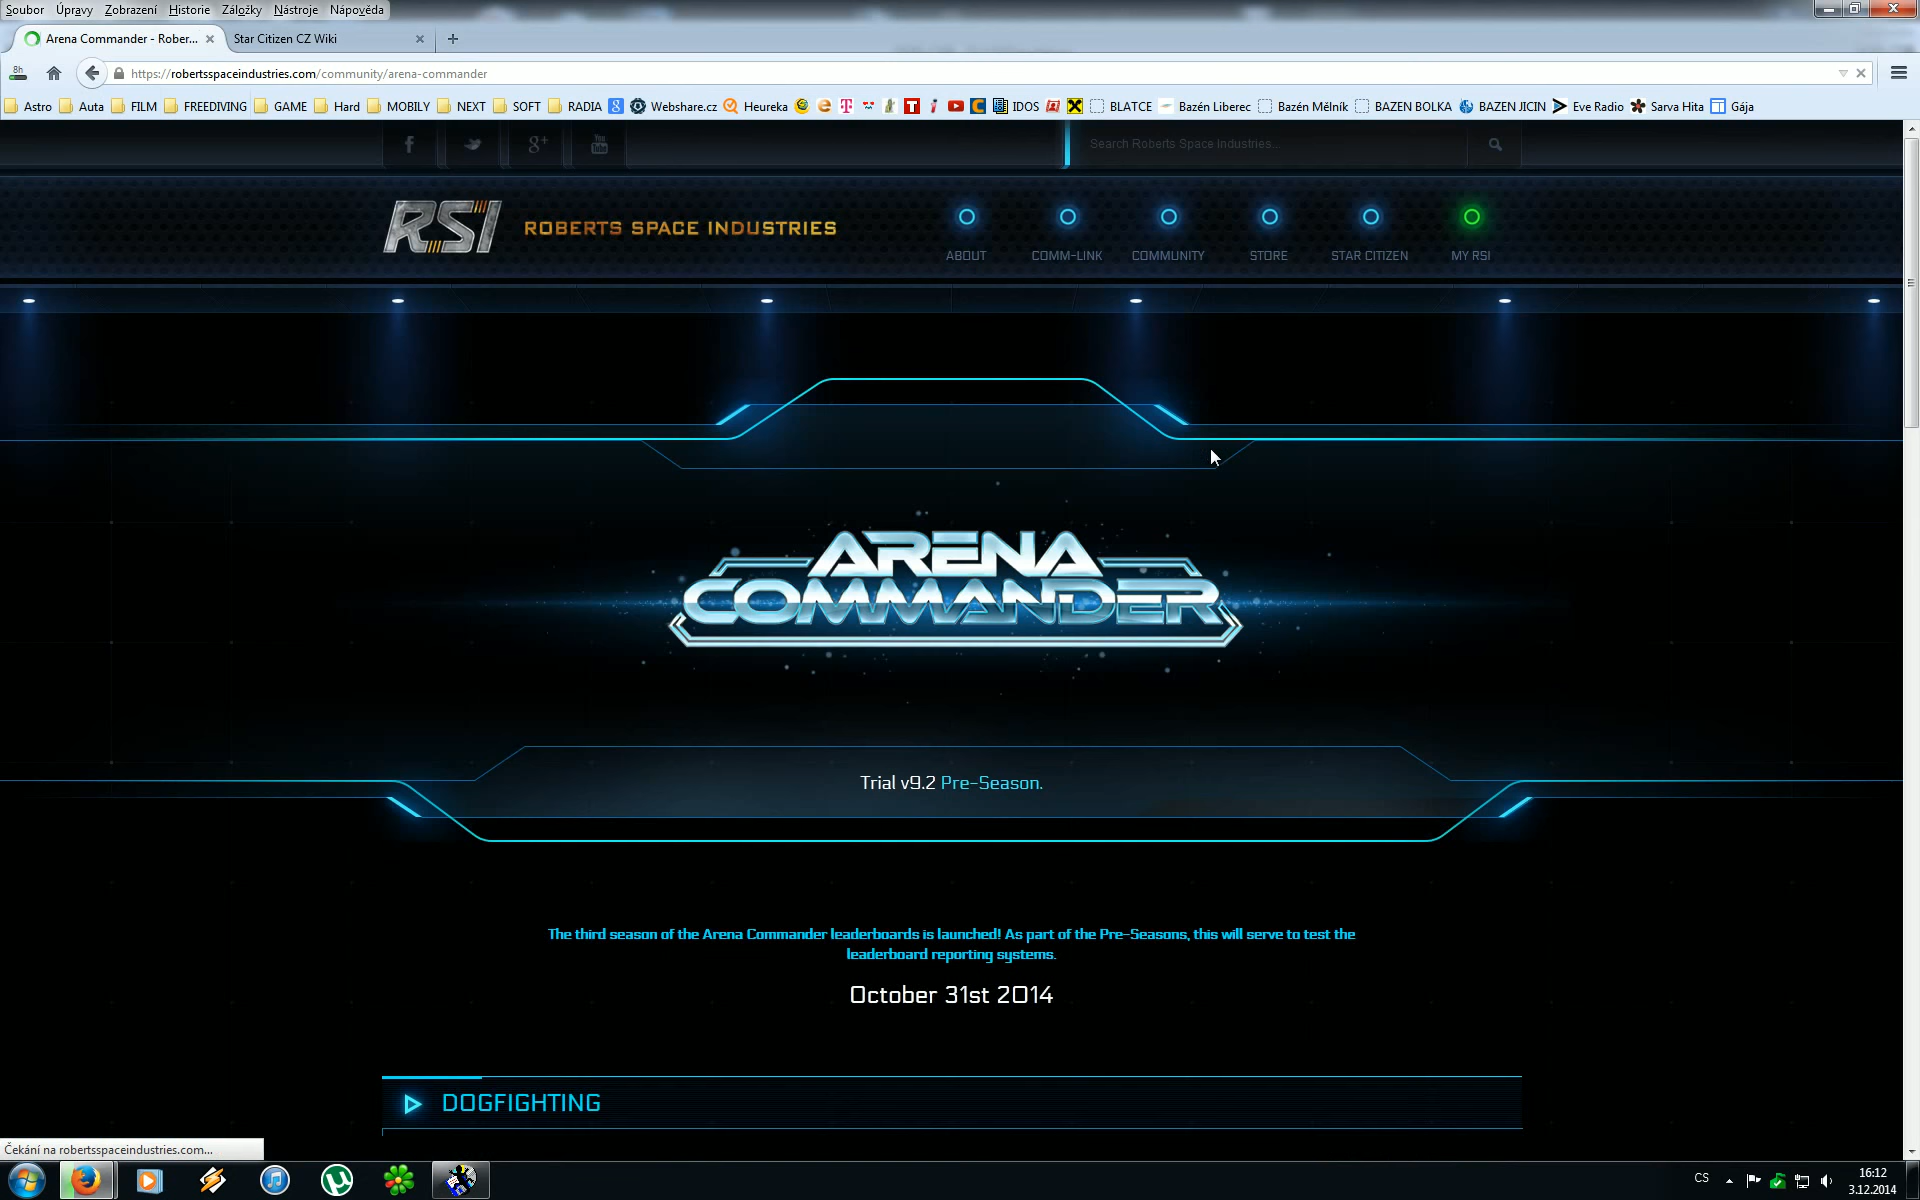 Soubor Úpravy Zobrazení Historie Záložky Nástroje Nápověda
Arena Commander - Rober... Star Citizen CZ Wiki
8h https://robertsspaceindustries.com/community/arena-commander
Astro Auta FILM FREEDIVING GAME Hard MOBILY NEXT SOFT RADIA Webshare.cz Heureka IDOS BLATCE Bazén Liberec Bazén Mělník BAZEN BOLKA BAZEN JICIN Eve Radio Sarva Hita Gája
Search Roberts Space Industries...
RSI ROBERTS SPACE INDUSTRIES
ABOUT COMM-LINK COMMUNITY STORE STAR CITIZEN MY RSI
ARENA
COMMANDER
Trial v9.2 Pre-Season.
The third season of the Arena Commander leaderboards is launched! As part of the Pre-Seasons, this will serve to test the
leaderboard reporting systems.
October 31st 2014
DOGFIGHTING
Čekání na robertsspaceindustries.com...
CS 16:12
3.12.2014